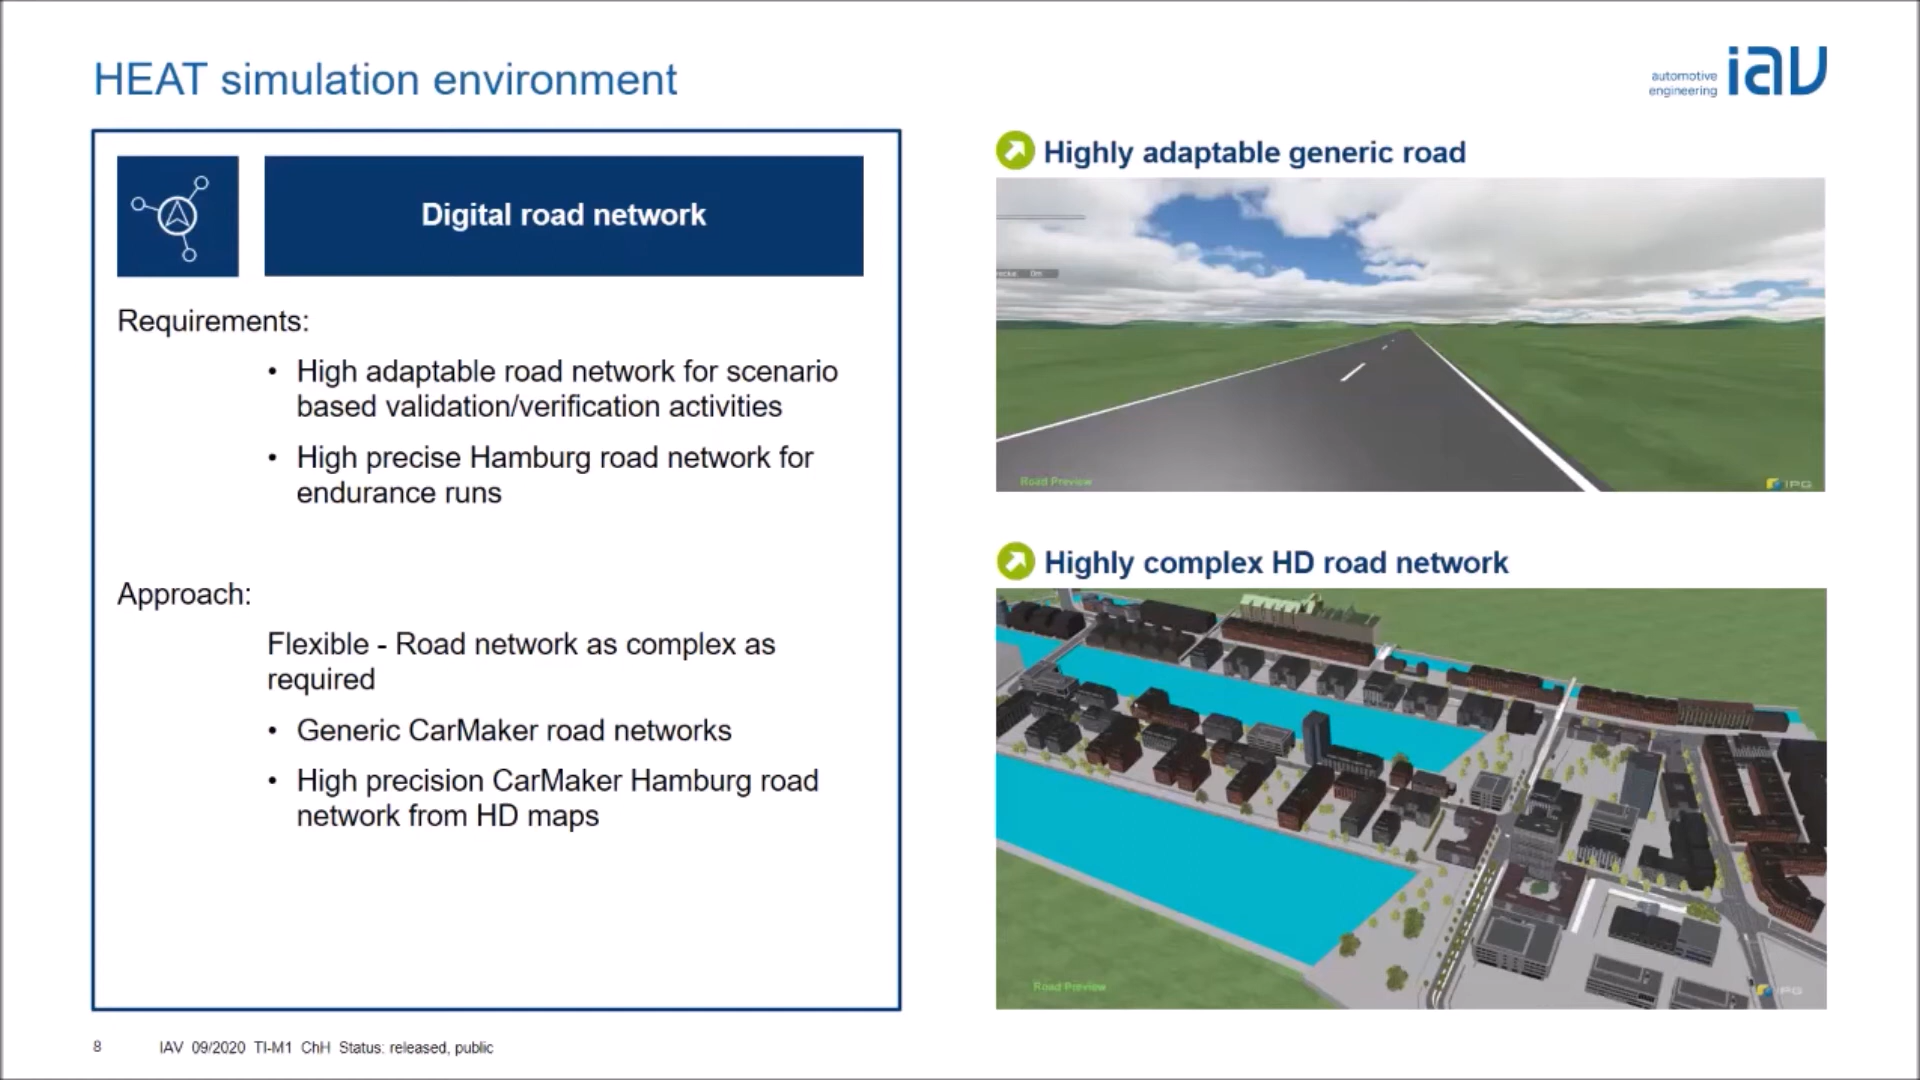 HEAT simulation environment
automotive
engineering
iav
Digital road network
Requirements:
• High adaptable road network for scenario
based validation/verification activities
• High precise Hamburg road network for
endurance runs
Approach:
Flexible - Road network as complex as
required
• Generic CarMaker road networks
• High precision CarMaker Hamburg road
network from HD maps
Highly adaptable generic road
0m
Road Preview
IPG
Highly complex HD road network
Road Preview
IPG
8 IAV 09/2020 TI-M1 ChH Status: released, public